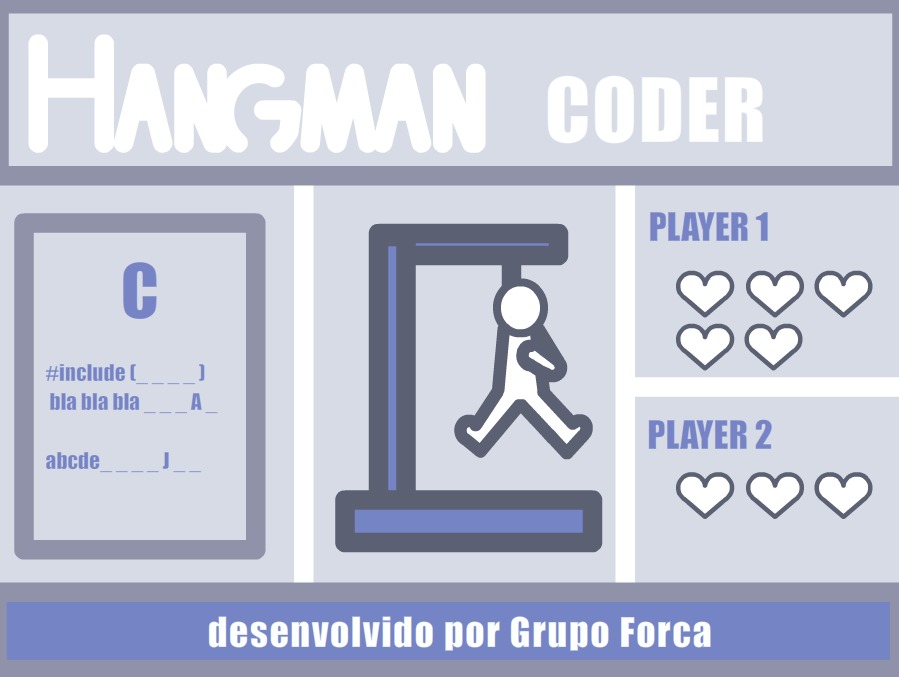 HANGMAN CODER
C
#include (_ _ _ _ )
bla bla bla _ _ _ A _
abcde_ _ _ _ J _ _
PLAYER 1
PLAYER 2
desenvolvido por Grupo Forca